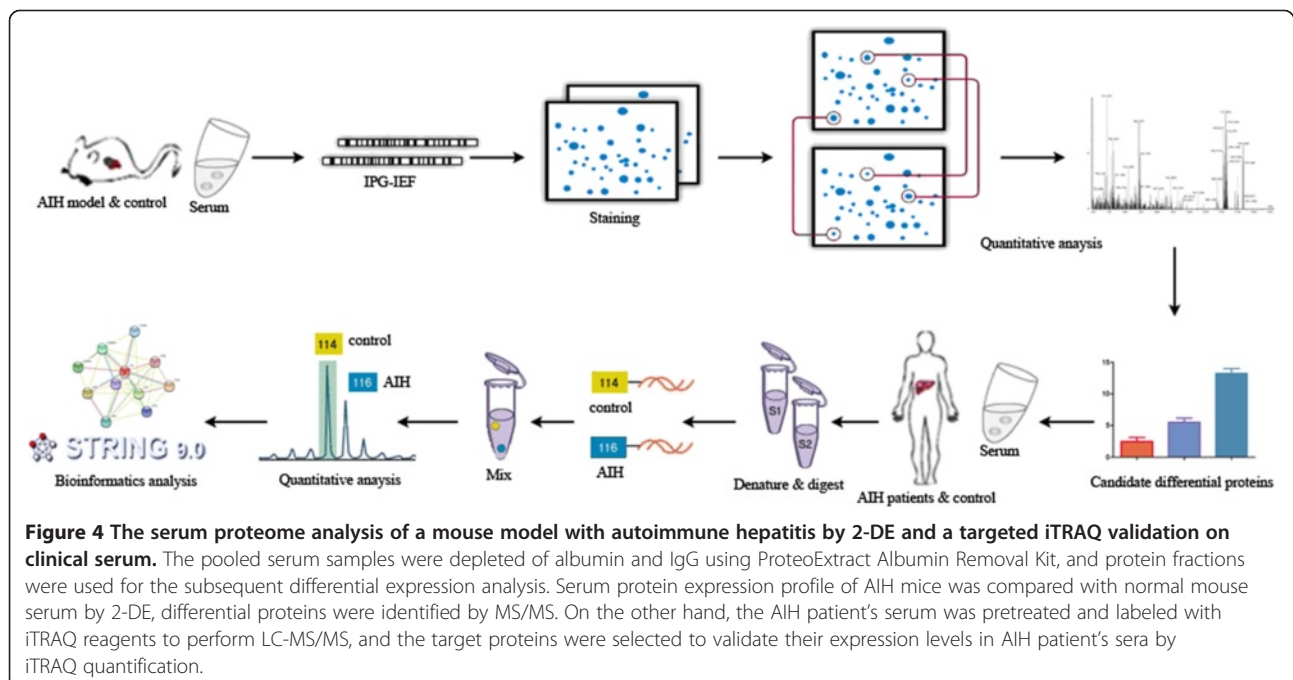 AIH model & control
Serum
IPG-IEF
Staining
Quantitative anaysis
15
10
5
0
Candidate differential proteins
Serum
AIH patients & control
S1
S2
Denature & digest
114
control
116
AIH
Mix
114 control
116 AIH
Quantitative anaysis
STRING 9.0
Bioinformatics analysis
Figure 4 The serum proteome analysis of a mouse model with autoimmune hepatitis by 2-DE and a targeted iTRAQ validation on
clinical serum. The pooled serum samples were depleted of albumin and IgG using ProteoExtract Albumin Removal Kit, and protein fractions
were used for the subsequent differential expression analysis. Serum protein expression profile of AIH mice was compared with normal mouse
serum by 2-DE, differential proteins were identified by MS/MS. On the other hand, the AIH patient's serum was pretreated and labeled with
iTRAQ reagents to perform LC-MS/MS, and the target proteins were selected to validate their expression levels in AIH patient's sera by
iTRAQ quantification.